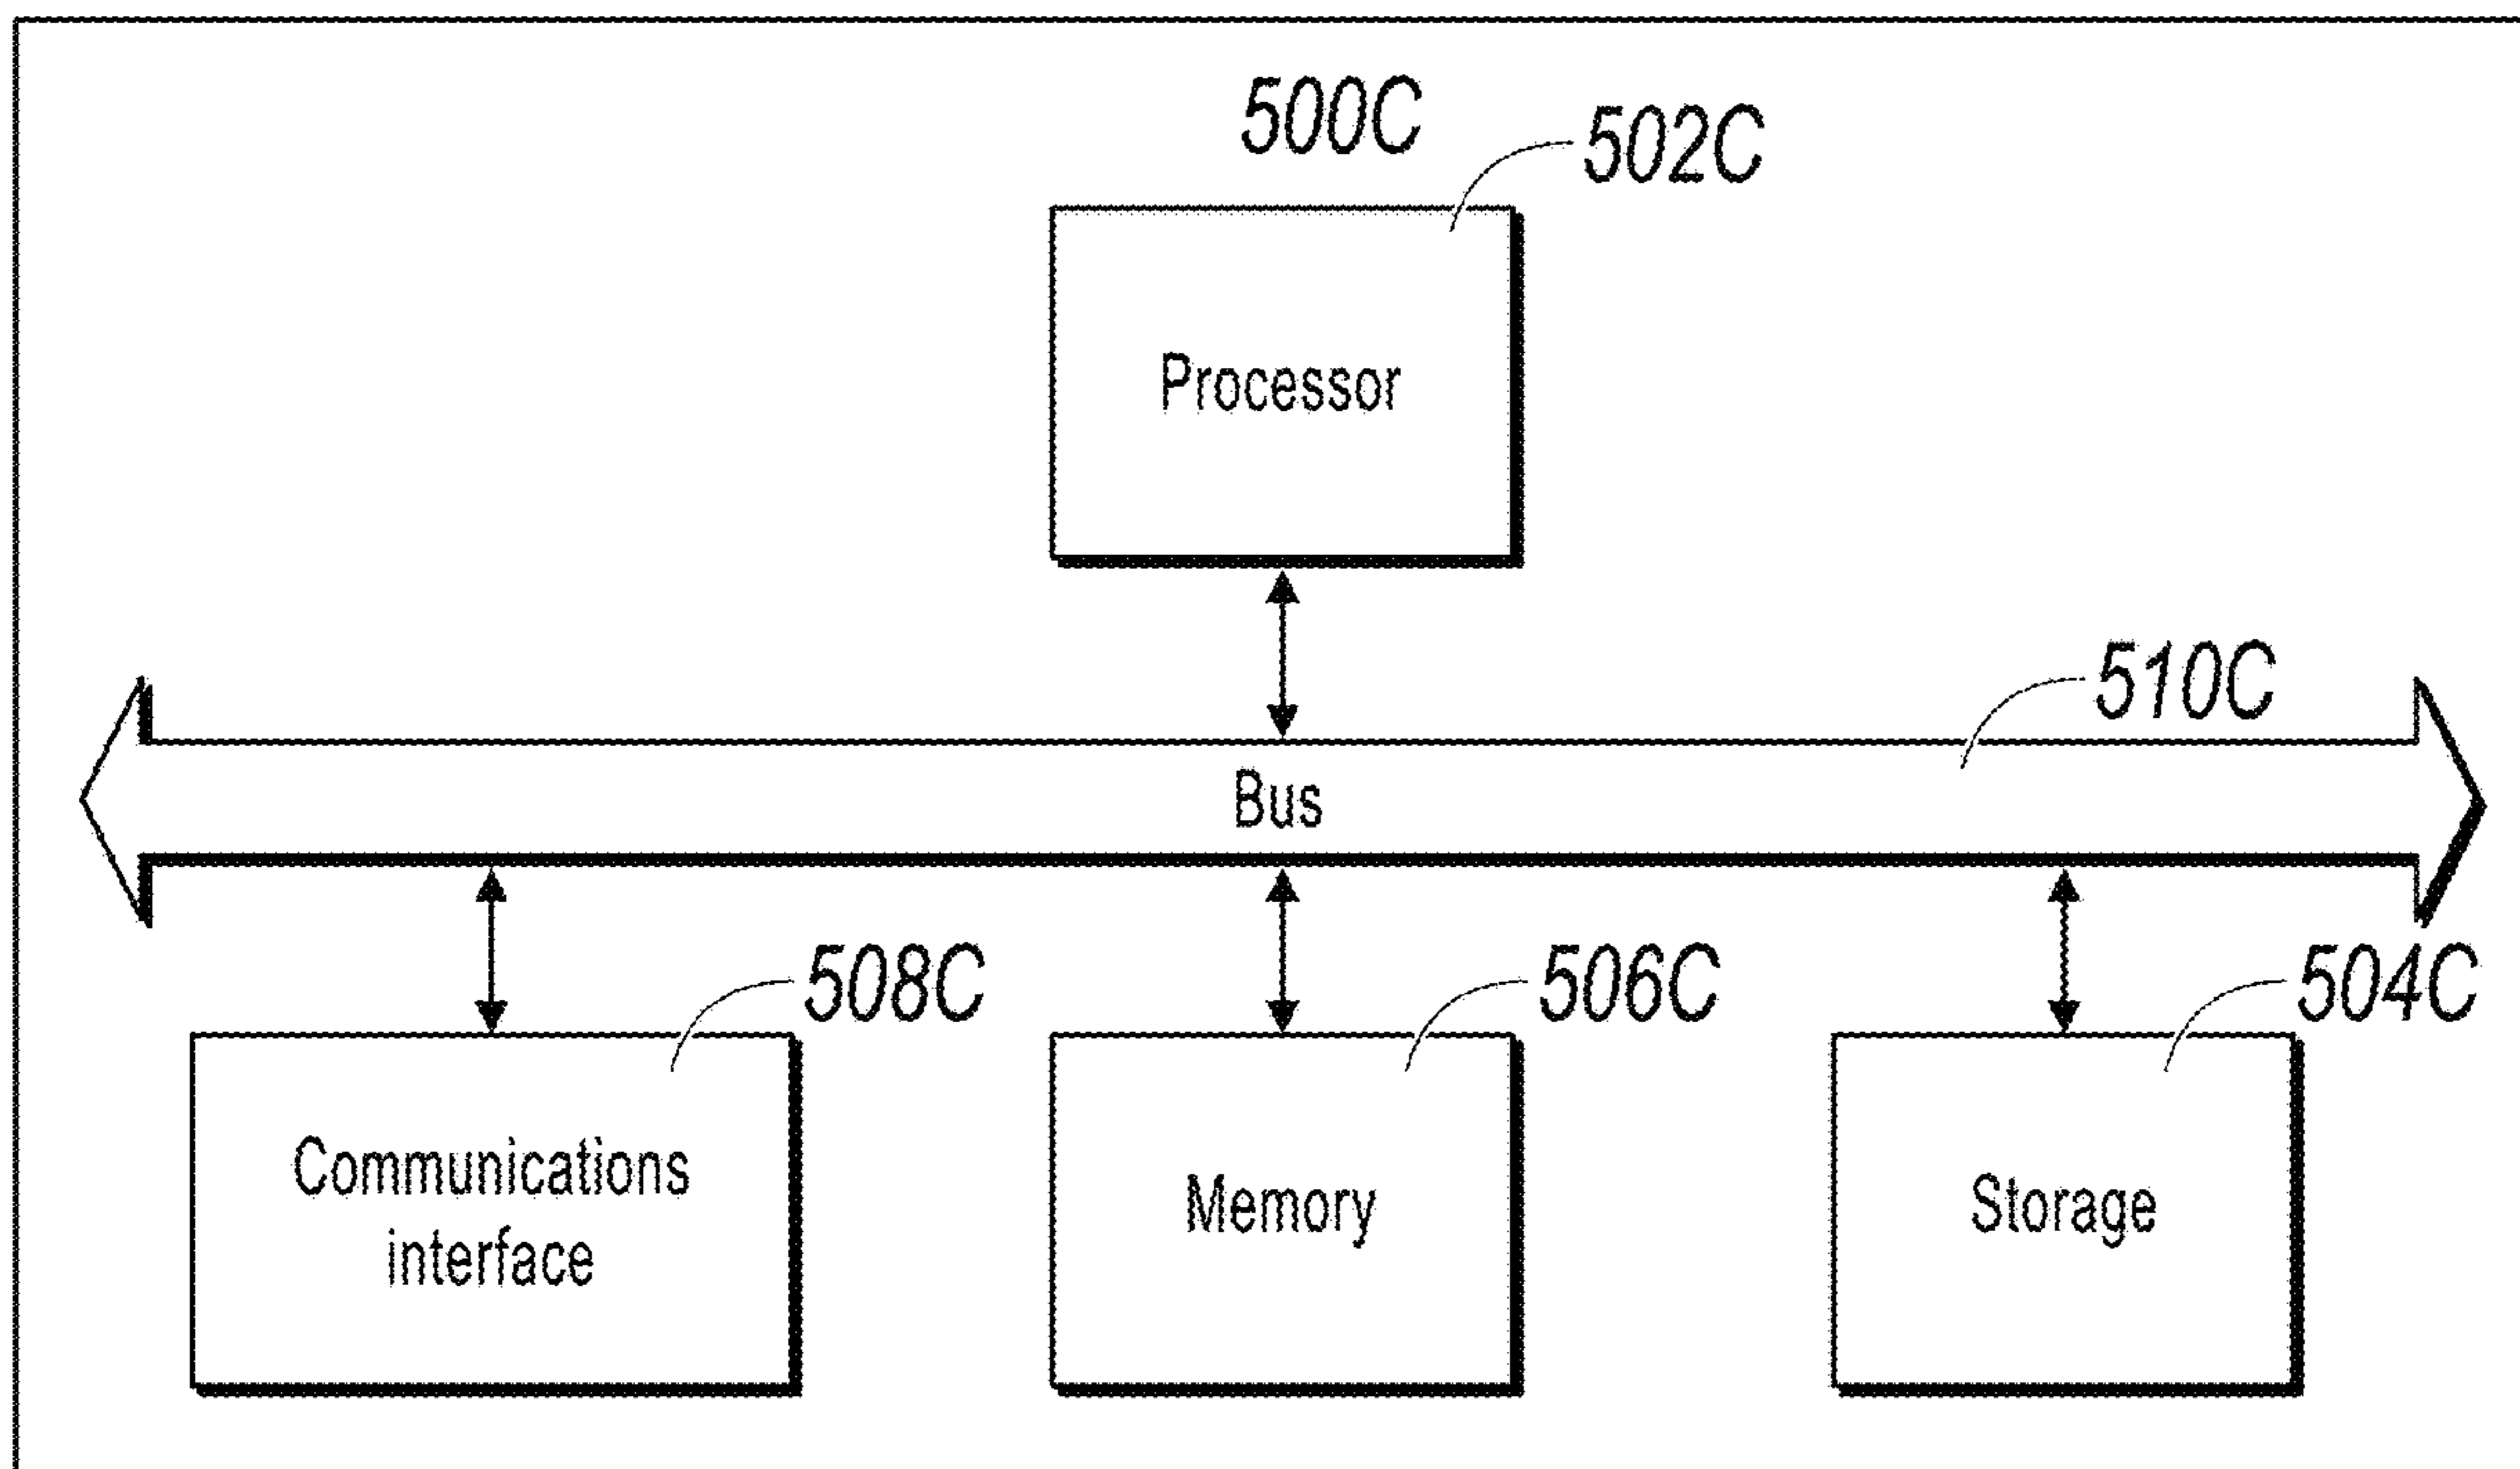 500C
502C
Processor
510C
Bus
508C
506C
504C
Communications
interface
Memory
Storage